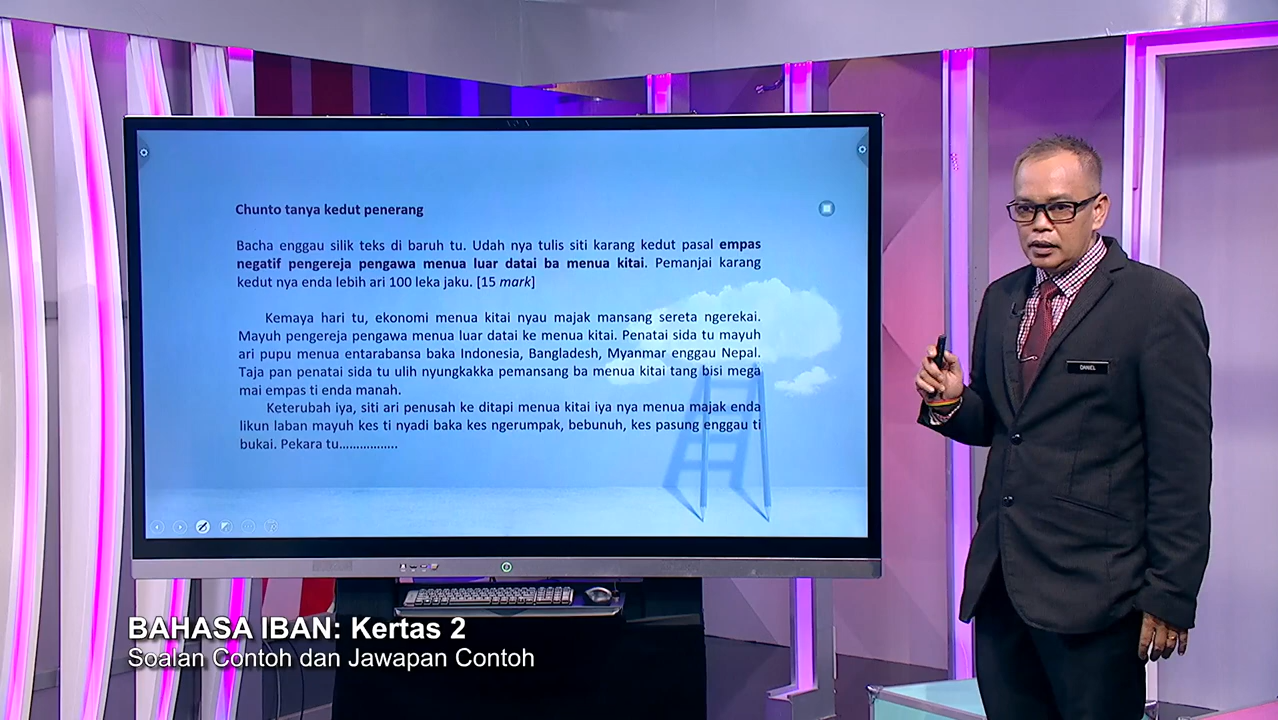 Chunto tanya kedut penerang
Bacha enggau silik teks di baruh tu. Udah nya tulis siti karang kedut pasal empas
negatif pengereja pengawa menua luar datai ba menua kitai. Pemanjai karang
kedut nya enda lebih ari 100 leka jaku. [15 mark]
Kemaya hari tu, ekonomi menua kitai nyau majak mansang sereta ngerekai.
Mayuh pengereja pengawa menua luar datai ke menua kitai. Penatai sida tu mayuh
ari pupu menua entarabansa baka Indonesia, Bangladesh, Myanmar enggau Nepal.
Taja pan penatai sida tu ulih nyungkakka pemansang ba menua kitai tang bisi mega
mai empas ti enda manah.
Keterubah iya, siti ari penusah ke ditapi menua kitai iya nya menua majak enda
likun laban mayuh kes ti nyadi baka kes ngerumpak, bebunuh, kes pasung enggau ti
bukai. Pekara tu.................
DANIEL
BAHASA IBAN: Kertas 2
Soalan Contoh dan Jawapan Contoh